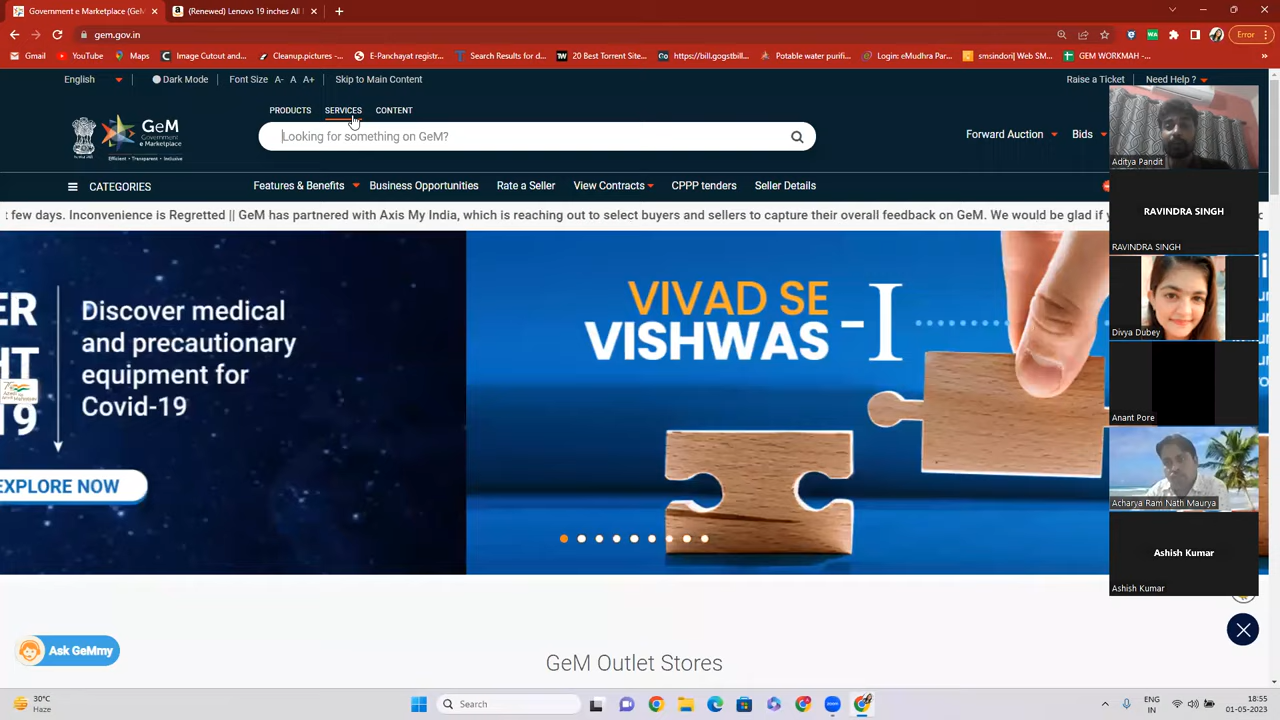 Government e Marketplace (GeM
(Renewed) Lenovo 19 inches All
gem.gov.in
Error
Gmail
YouTube
Maps
Image Cutout and...
Cleanup.pictures -...
E-Panchayat registr...
Search Results for d...
20 Best Torrent Site...
https://bill.gogstbill...
Potable water purifi...
Login: eMudhra Par...
smsindori] Web SM...
GEM WORKMAH -...
English
Dark Mode
Font Size A- A A+
Skip to Main Content
Raise a Ticket
Need Help ?
PRODUCTS SERVICES CONTENT
GeM
Government
e Marketplace
Efficient • Transparent • Inclusive
Looking for something on GeM?
Forward Auction
Bids
CATEGORIES
Features & Benefits
Business Opportunities
Rate a Seller
View Contracts
CPPP tenders
Seller Details
t few days. Inconvenience is Regretted || GeM has partnered with Axis My India, which is reaching out to select buyers and sellers to capture their overall feedback on GeM. We would be glad if y
ER
HT
19
Discover medical
and precautionary
equipment for
Covid-19
EXPLORE NOW
VIVAD SE
VISHWAS - I
Aditya Pandit
RAVINDRA SINGH
RAVINDRA SINGH
Divya Dubey
Anant Pore
Acharya Ram Nath Maurya
Ashish Kumar
Ashish Kumar
Ask GeMmy
GeM Outlet Stores
30°C
Haze
Search
ENG
IN
18:55
01-05-2023